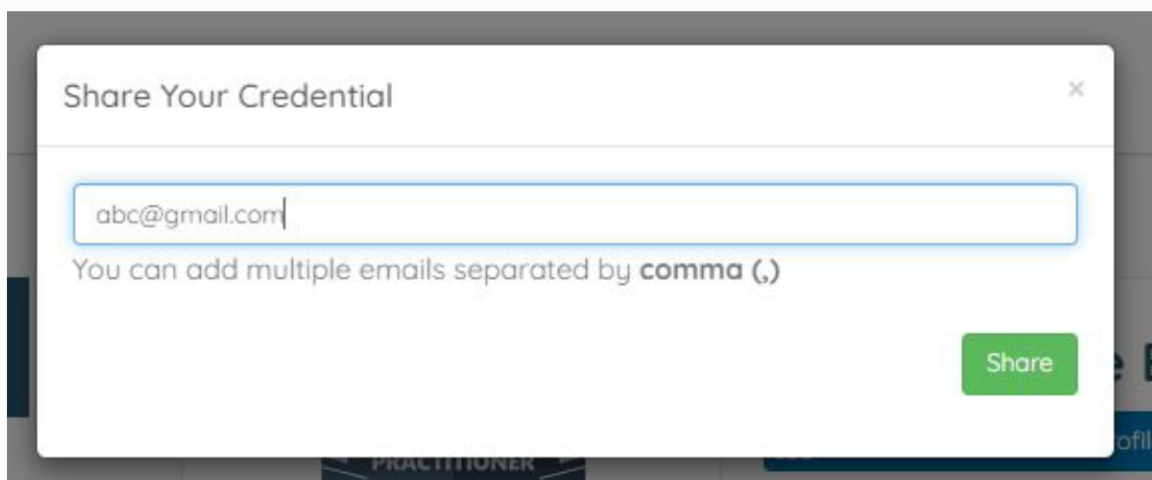 Share Your Credential
×
abc@gmail.com
You can add multiple emails separated by comma (,)
Share
PRACTITIONER